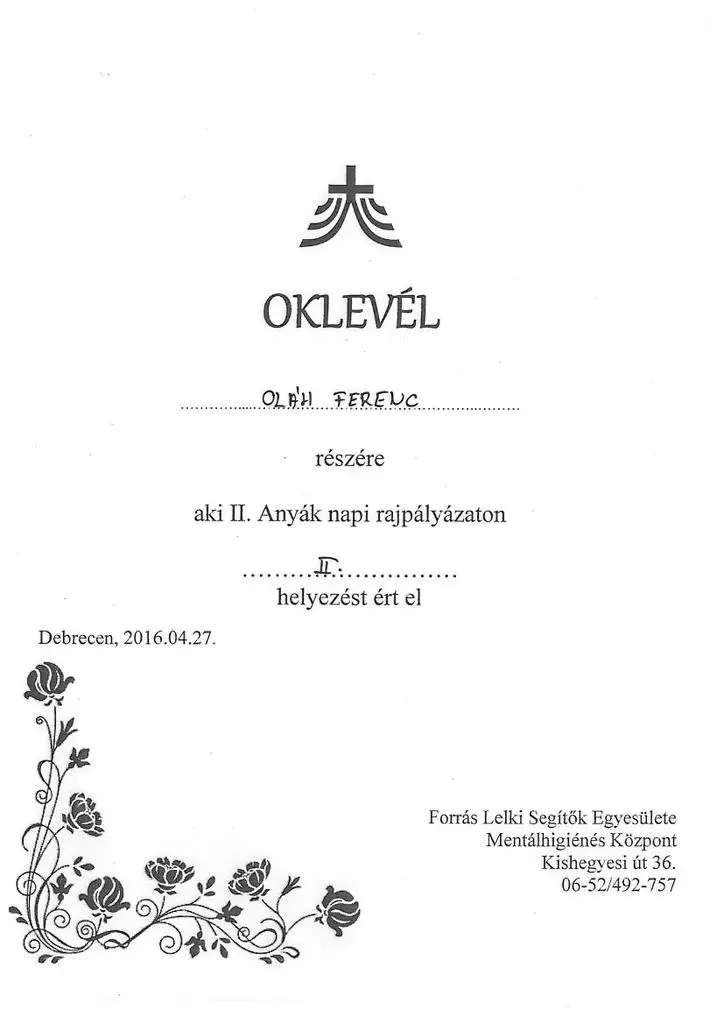 OKLEVÉL
OLÁH FERENC
részére
aki II. Anyák napi rajpályázaton
II.
helyezést ért el
Debrecen, 2016.04.27.
Forrás Lelki Segítők Egyesülete
Mentálhigiénés Központ
Kishegyesi út 36.
06-52/492-757